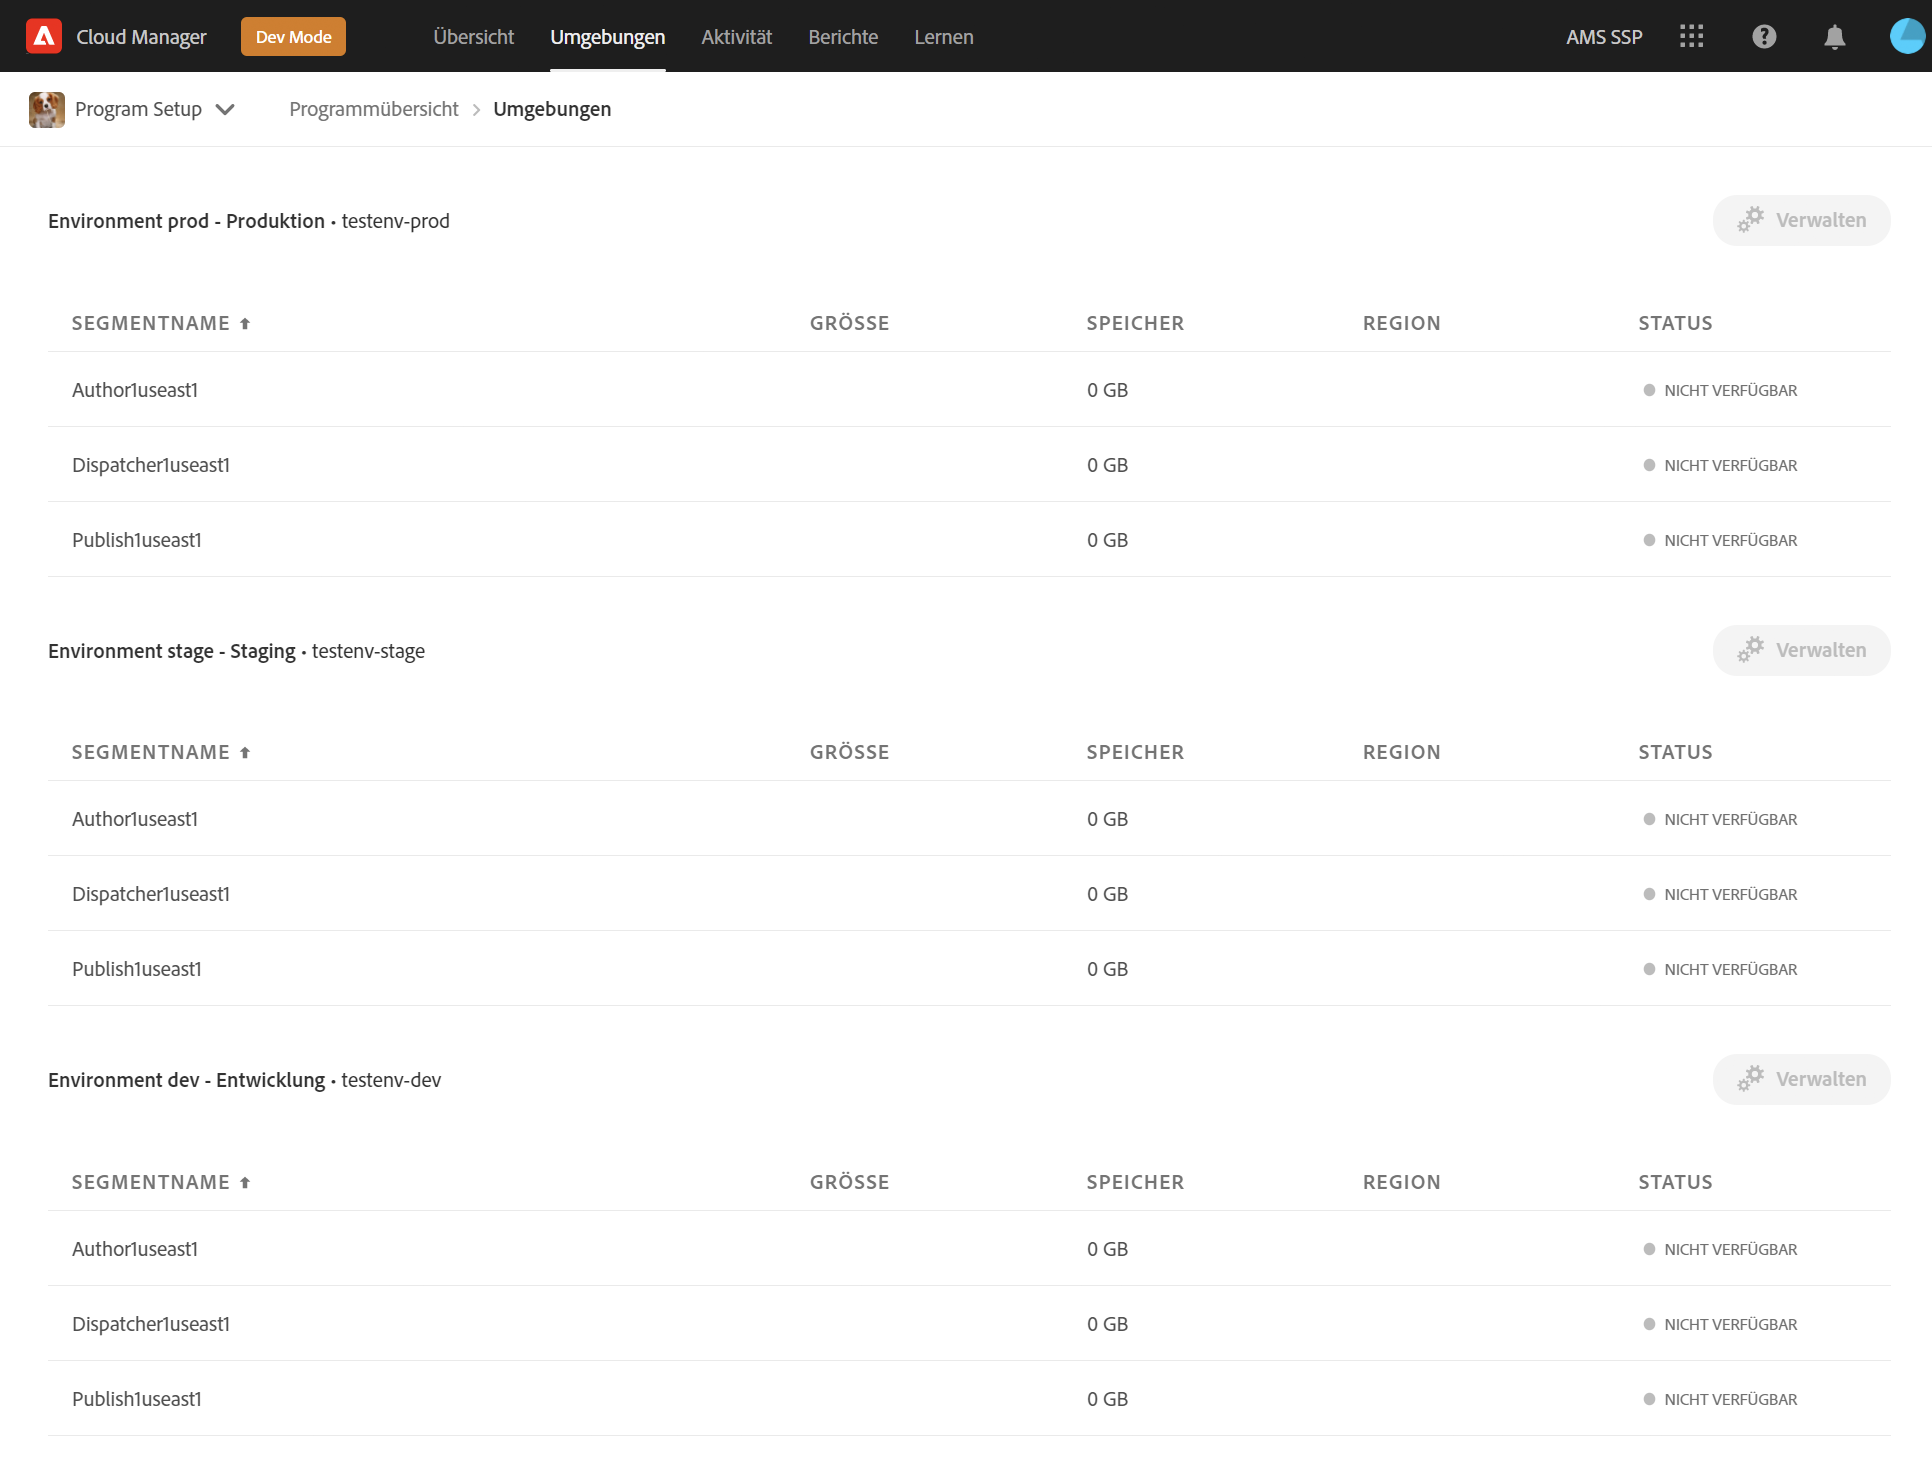 Cloud Manager Dev Mode Übersicht Umgebungen Aktivität Berichte Lernen AMS SSP
Program Setup Programmübersicht > Umgebungen
Environment prod - Produktion • testenv-prod Verwalten
SEGMENTNAME GRÖSSE SPEICHER REGION STATUS
Author1useast1 0 GB NICHT VERFÜGBAR
Dispatcher1useast1 0 GB NICHT VERFÜGBAR
Publish1useast1 0 GB NICHT VERFÜGBAR
Environment stage - Staging • testenv-stage Verwalten
SEGMENTNAME GRÖSSE SPEICHER REGION STATUS
Author1useast1 0 GB NICHT VERFÜGBAR
Dispatcher1useast1 0 GB NICHT VERFÜGBAR
Publish1useast1 0 GB NICHT VERFÜGBAR
Environment dev - Entwicklung • testenv-dev Verwalten
SEGMENTNAME GRÖSSE SPEICHER REGION STATUS
Author1useast1 0 GB NICHT VERFÜGBAR
Dispatcher1useast1 0 GB NICHT VERFÜGBAR
Publish1useast1 0 GB NICHT VERFÜGBAR